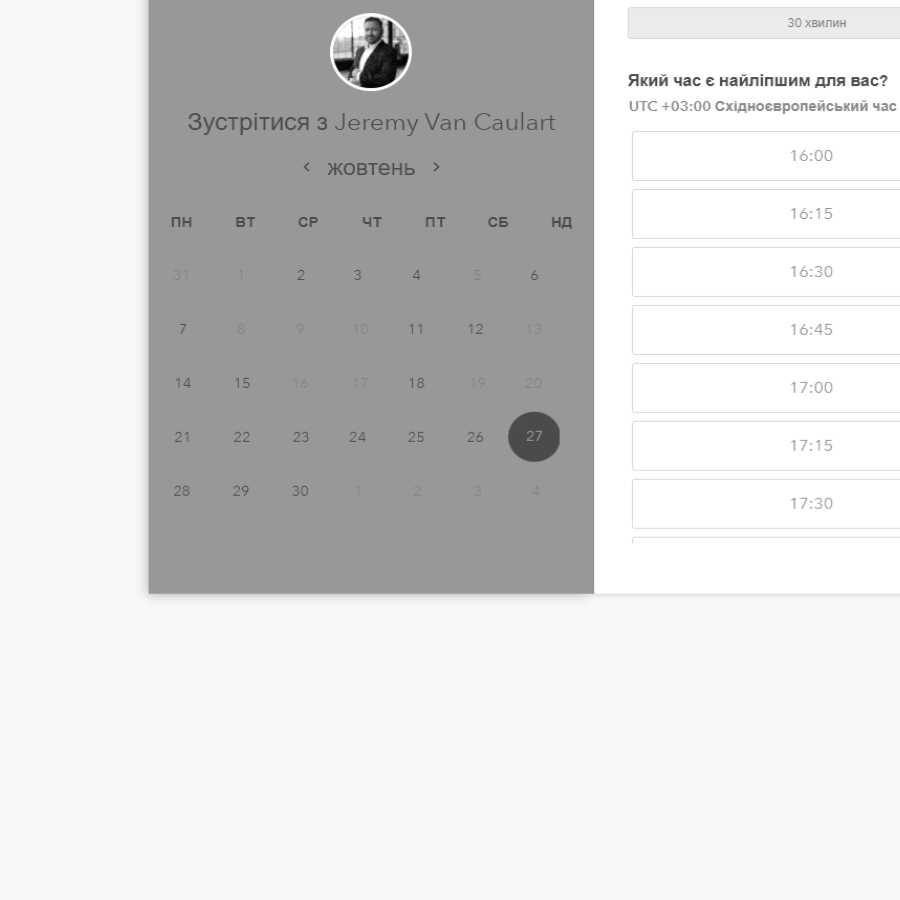 Зустрітися з Jeremy Van Caulart
жовтень
ПН ВТ СР ЧТ ПТ СБ НД
31 1 2 3 4 5 6
7 8 9 10 11 12 13
14 15 16 17 18 19 20
21 22 23 24 25 26 27
28 29 30 1 2 3 4
30 хвилин
Який час є найліпшим для вас?
UTC +03:00 Східноєвропейський час
16:00
16:15
16:30
16:45
17:00
17:15
17:30